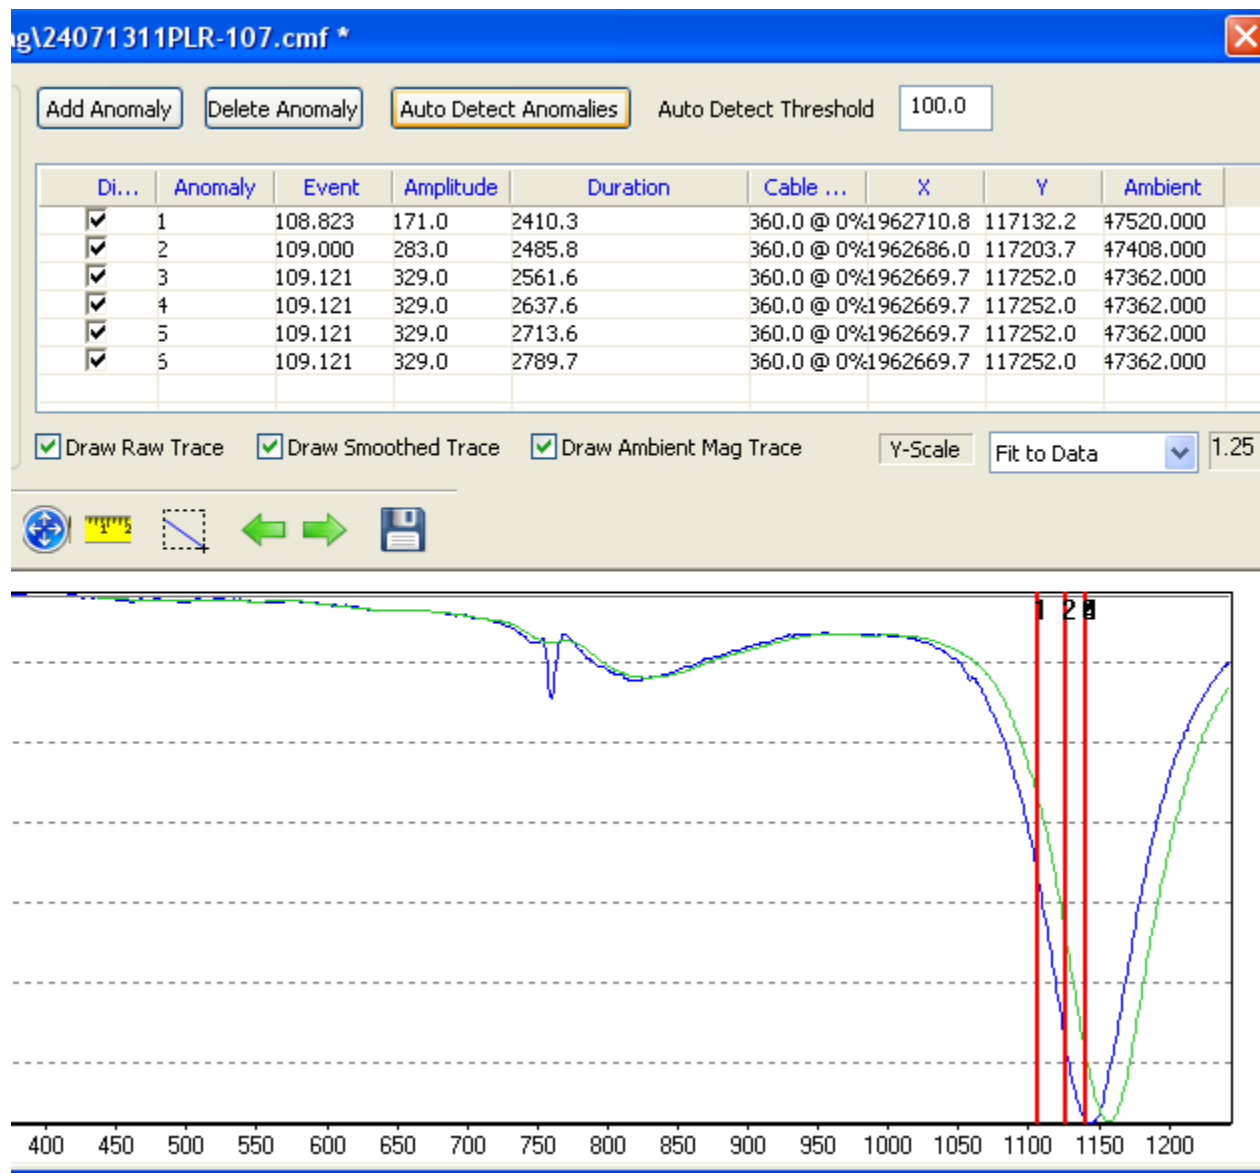 ng\24071311PLR-107.cmf *
Add Anomaly Delete Anomaly Auto Detect Anomalies Auto Detect Threshold 100.0
Di... Anomaly Event Amplitude Duration Cable ... X Y Ambient
1 108.823 171.0 2410.3 360.0 @ 0% 1962710.8 117132.2 47520.000
2 109.000 283.0 2485.8 360.0 @ 0% 1962686.0 117203.7 47408.000
3 109.121 329.0 2561.6 360.0 @ 0% 1962669.7 117252.0 47362.000
4 109.121 329.0 2637.6 360.0 @ 0% 1962669.7 117252.0 47362.000
5 109.121 329.0 2713.6 360.0 @ 0% 1962669.7 117252.0 47362.000
6 109.121 329.0 2789.7 360.0 @ 0% 1962669.7 117252.0 47362.000
Draw Raw Trace Draw Smoothed Trace Draw Ambient Mag Trace Y-Scale Fit to Data 1.25
1 2
1 2
400 450 500 550 600 650 700 750 800 850 900 950 1000 1050 1100 1150 1200